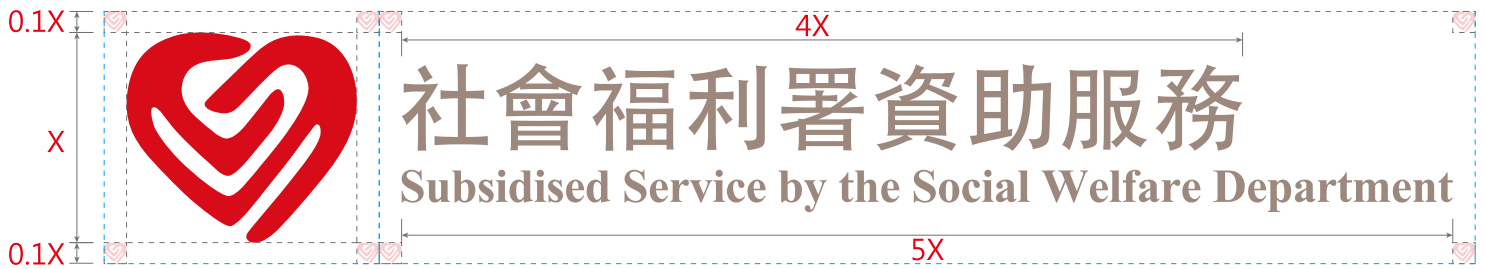 0.1X
4X
社會福利署資助服務
X
Subsidised Service by the Social Welfare Department
0.1X
5X